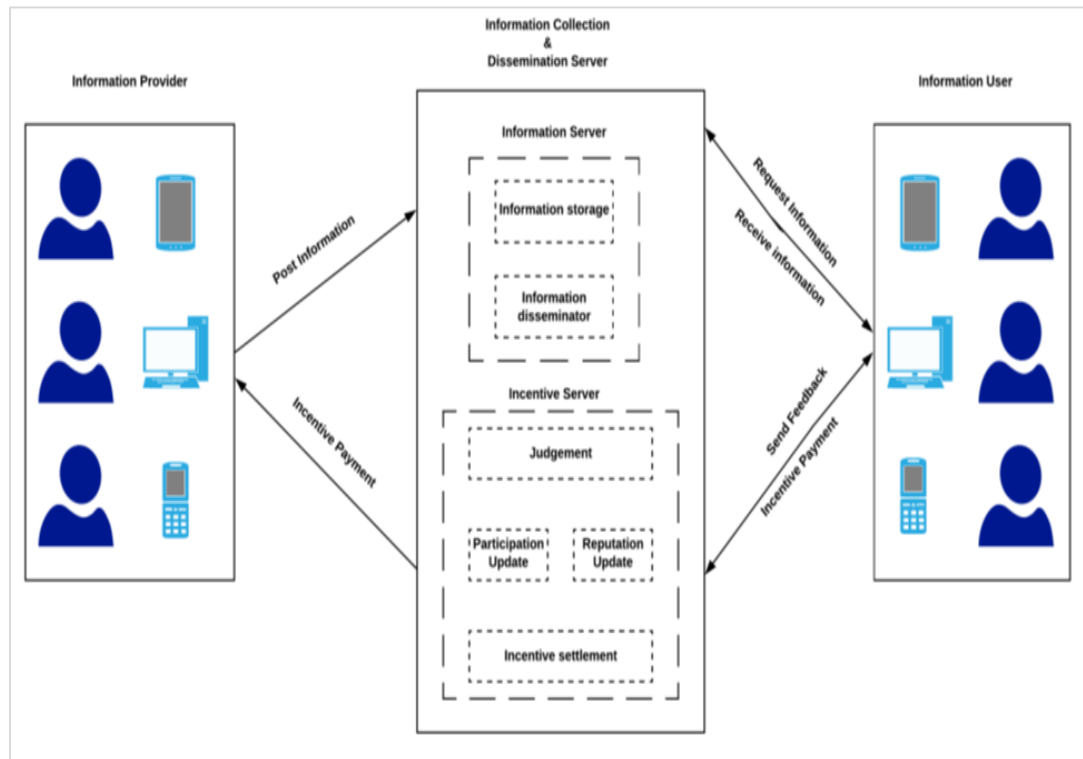 Information Collection
&
Dissemination Server
Information Provider
Information User
Information Server
Information storage
Information
disseminator
Post Information
Request Information
Receive information
Incentive Server
Judgement
Participation
Update
Reputation
Update
Incentive settlement
Incentive Payment
Send Feedback
Incentive Payment